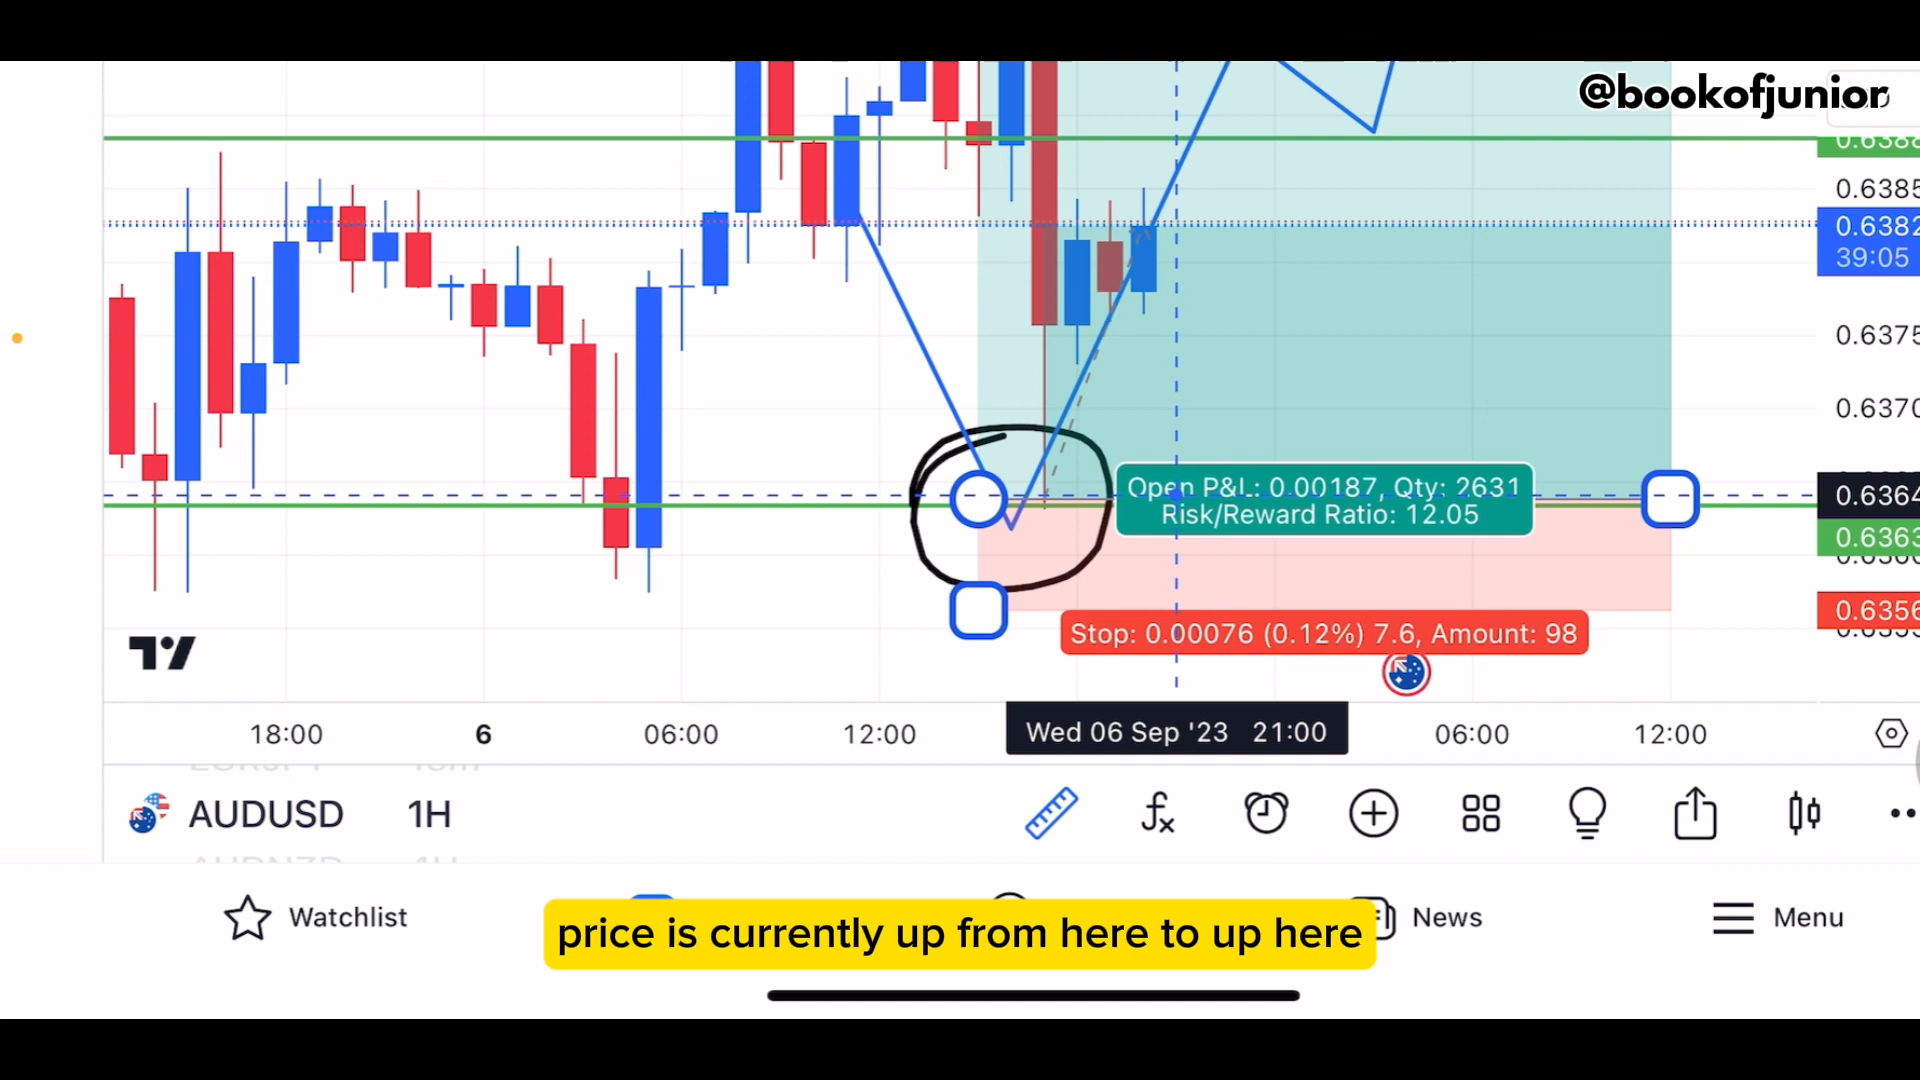 @bookofjunior
0.6388
0.6385
0.6382
39:05
0.6375
0.6370
Open P&L: 0.00187, Qty: 2631
Risk/Reward Ratio: 12.05
0.6364
0.6363
0.6356
Stop: 0.00076 (0.12%) 7.6, Amount: 98
18:00 6 06:00 12:00 Wed 06 Sep '23 21:00 06:00 12:00
AUDUSD 1H
Watchlist News Menu
price is currently up from here to up here